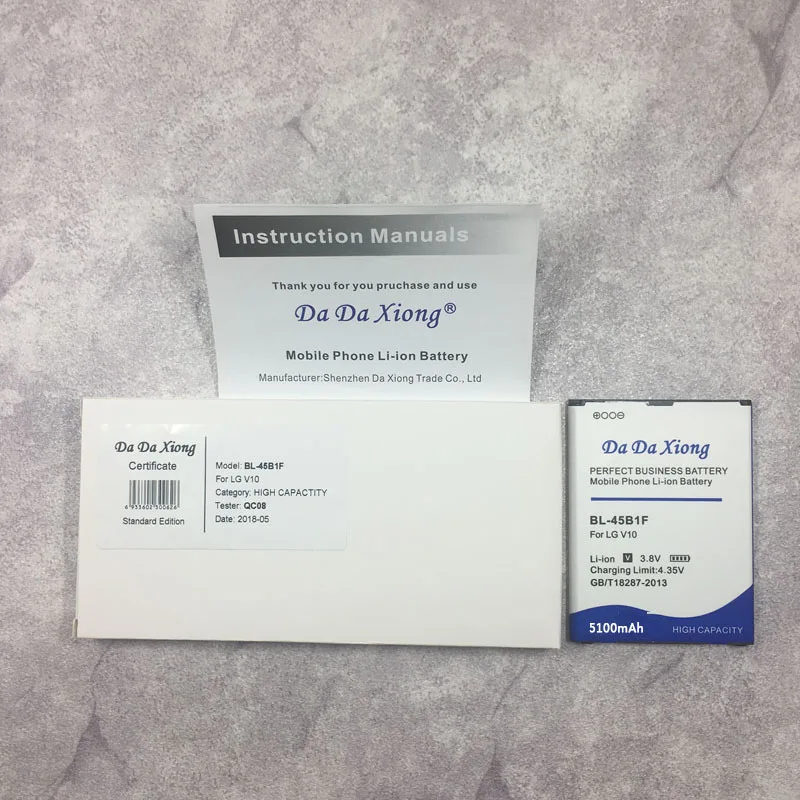 Instruction Manuals
Thank you for you pruchase and use
Da Da Xiong®
Mobile Phone Li-ion Battery
Manufacturer:Shenzhen Da Xiong Trade Co., Ltd
Da Da Xiong
Certificate
6 933602 300626
Standard Edition
Model: BL-45B1F
For LG V10
Category: HIGH CAPACTITY
Tester: QC08
Date: 2018-05
Da Da Xiong
PERFECT BUSINESS BATTERY
Mobile Phone Li-ion Battery
BL-45B1F
For LG V10
Li-ion V 3.8V
Charging Limit:4.35V
GB/T18287-2013
5100mAh HIGH CAPACITY